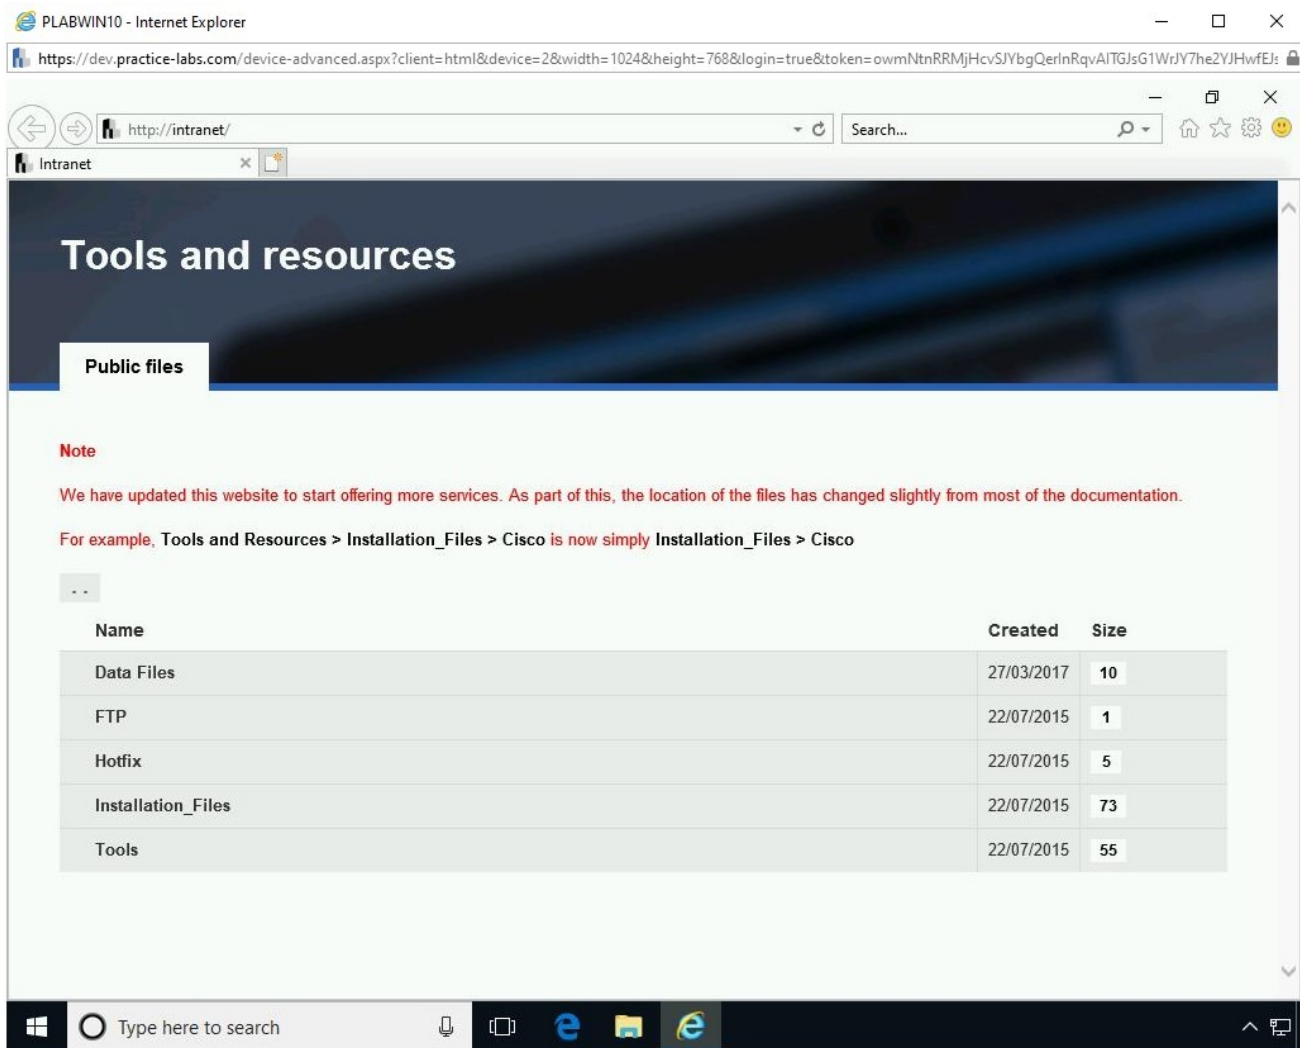 PLABWIN10 - Internet Explorer
https://dev.practice-labs.com/device-advanced.aspx?client=html&device=2&width=1024&height=768&login=true&token=owmNtnRRMjHcvSJYbgQerlnRqvAITGJsG1WrJY7he2YJHwfEJs
http://intranet/
Search...
Intranet
Tools and resources
Public files
Note
We have updated this website to start offering more services. As part of this, the location of the files has changed slightly from most of the documentation.
For example, Tools and Resources > Installation_Files > Cisco is now simply Installation_Files > Cisco
..
Name Created Size
Data Files 27/03/2017 10
FTP 22/07/2015 1
Hotfix 22/07/2015 5
Installation_Files 22/07/2015 73
Tools 22/07/2015 55
Type here to search